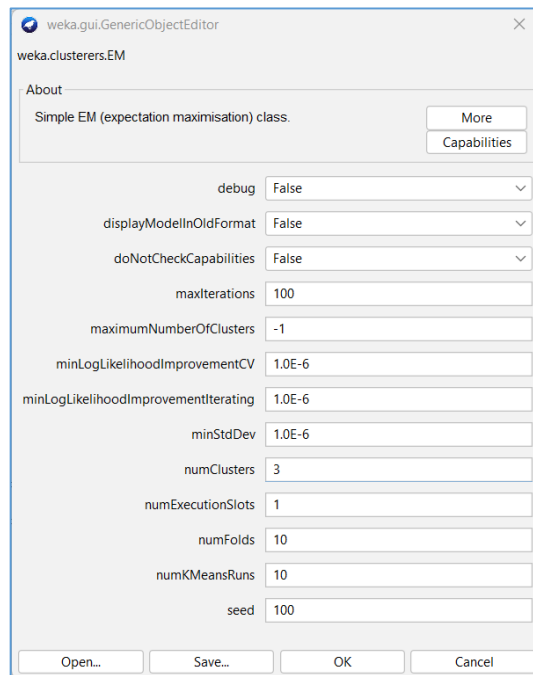 weka.gui.GenericObjectEditor
weka.clusterers.EM
About
Simple EM (expectation maximisation) class.
More
Capabilities
debug False
displayModelInOldFormat False
doNotCheckCapabilities False
maxIterations 100
maximumNumberOfClusters -1
minLogLikelihoodImprovementCV 1.0E-6
minLogLikelihoodImprovementIterating 1.0E-6
minStdDev 1.0E-6
numClusters 3
numExecutionSlots 1
numFolds 10
numKMeansRuns 10
seed 100
Open... Save... OK Cancel